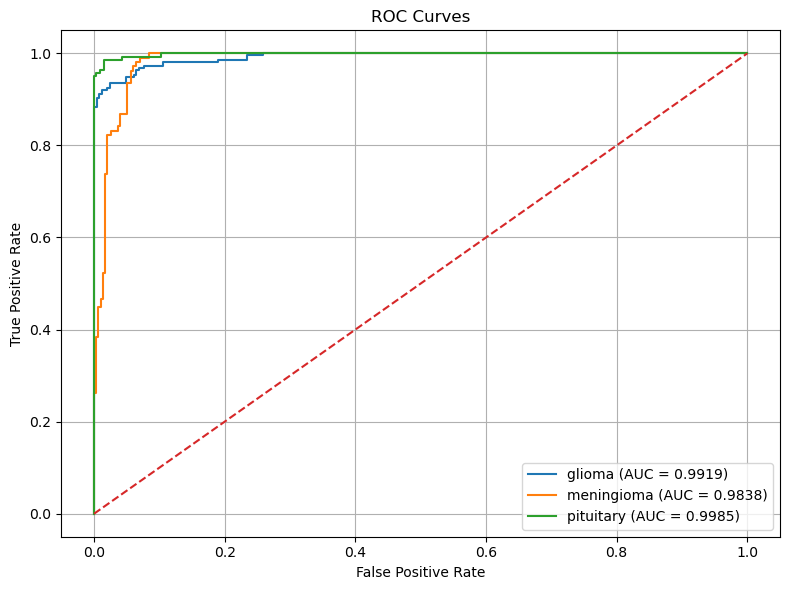 ROC Curves
True Positive Rate
1.0
0.8
0.6
0.4
0.2
0.0
0.0 0.2 0.4 0.6 0.8 1.0
False Positive Rate
glioma (AUC = 0.9919)
meningioma (AUC = 0.9838)
pituitary (AUC = 0.9985)